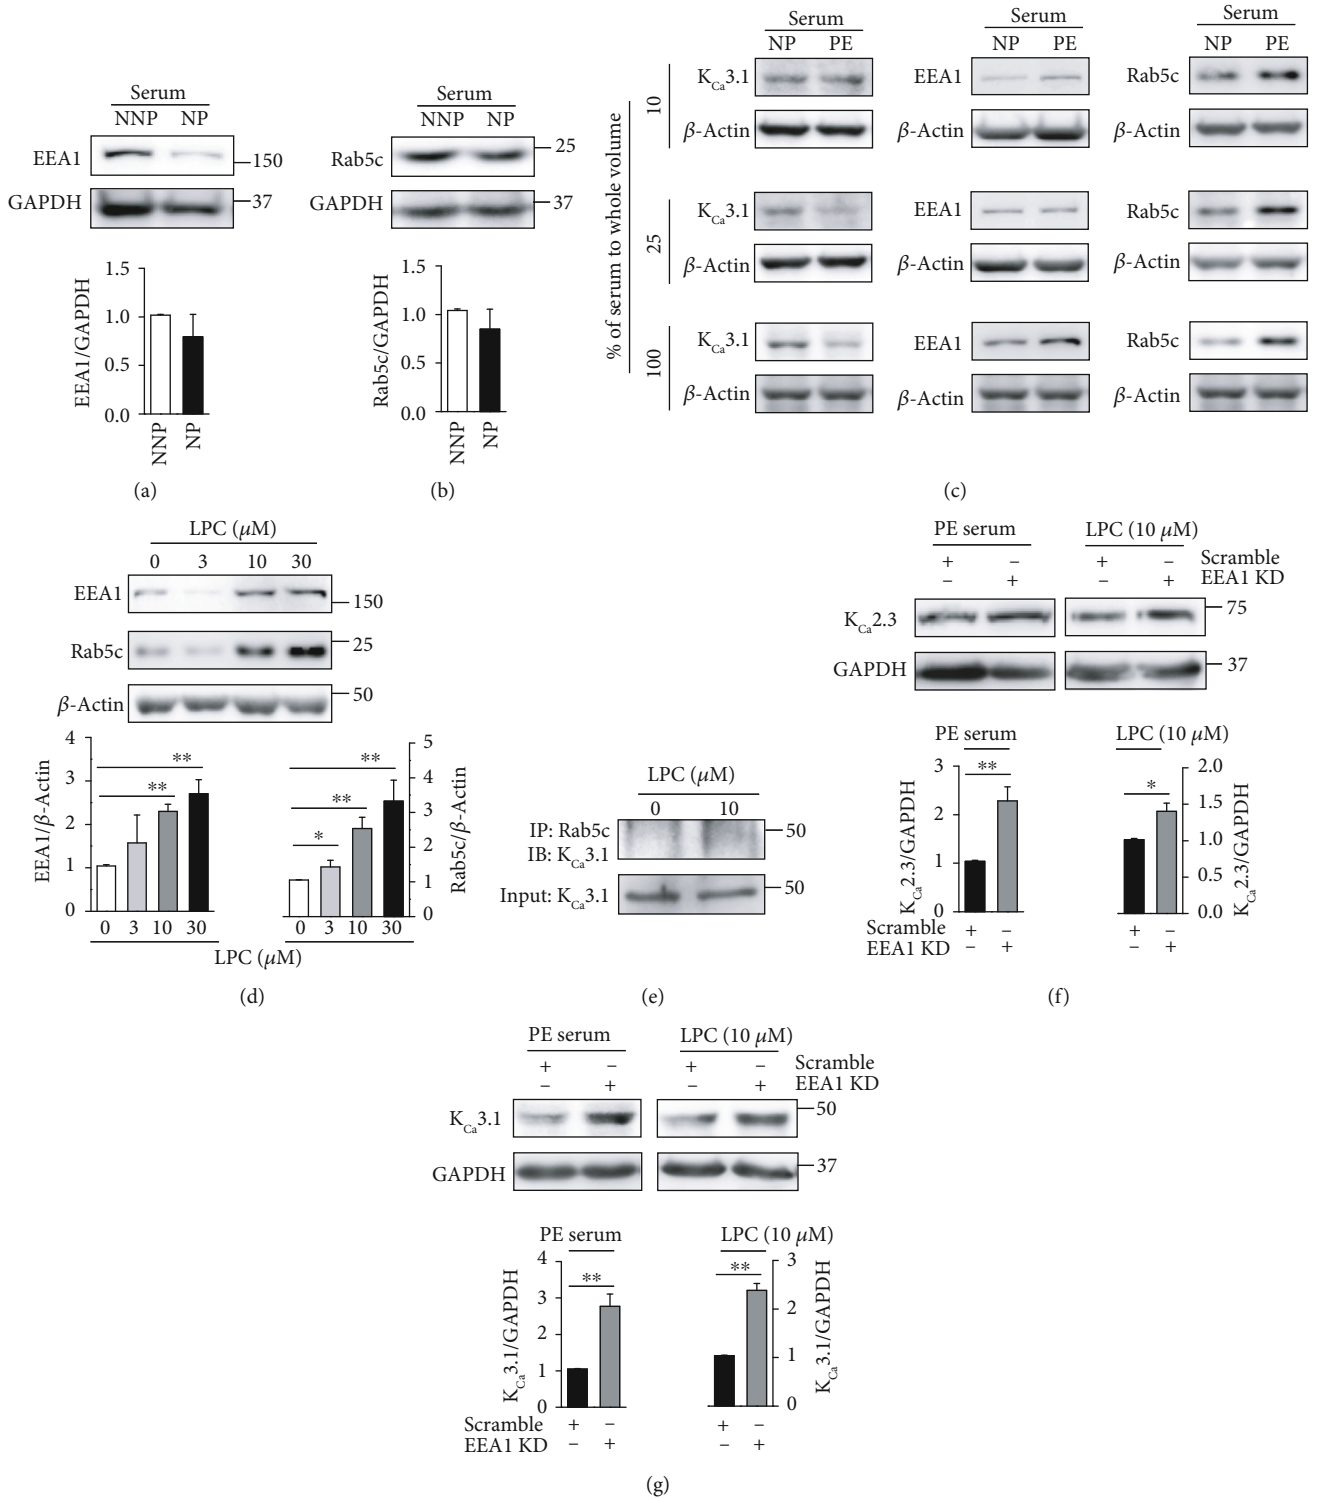 Serum
NNP NP
EEA1
150
GAPDH
37
1.5
1.0
0.5
0.0
EEA1/GAPDH
NNP
NP
(a)
Serum
NNP NP
Rab5c
25
GAPDH
37
1.5
1.0
0.5
0.0
Rab5c/GAPDH
NNP
NP
(b)
% of serum to whole volume
Serum Serum Serum
NP PE NP PE NP PE
10
KCa3.1 EEA1 Rab5c
β-Actin β-Actin β-Actin
25
KCa3.1 EEA1 Rab5c
β-Actin β-Actin β-Actin
100
KCa3.1 EEA1 Rab5c
β-Actin β-Actin β-Actin
(c)
LPC (μM)
0 3 10 30
EEA1
150
Rab5c
25
β-Actin
50
4
3
2
1
0
EEA1/β-Actin
**
**
0 3 10 30
5
4
3
2
1
0
Rab5c/β-Actin
**
**
*
0 3 10 30
LPC (μM)
(d)
LPC (μM)
0 10
IP: Rab5c
IB: KCa3.1
50
Input: KCa3.1
50
(e)
PE serum LPC (10 μM)
+ − + − Scramble
− + − + EEA1 KD
KCa2.3
75
GAPDH
37
PE serum
3
2
1
0
KCa2.3/GAPDH
**
LPC (10 μM)
2.0
1.5
1.0
0.5
0.0
KCa2.3/GAPDH
*
Scramble + − + −
EEA1 KD − + − +
(f)
PE serum LPC (10 μM)
+ − + − Scramble
− + − + EEA1 KD
KCa3.1
50
GAPDH
37
PE serum
4
3
2
1
0
KCa3.1/GAPDH
**
LPC (10 μM)
3
2
1
0
KCa3.1/GAPDH
**
Scramble + − + −
EEA1 KD − + − +
(g)